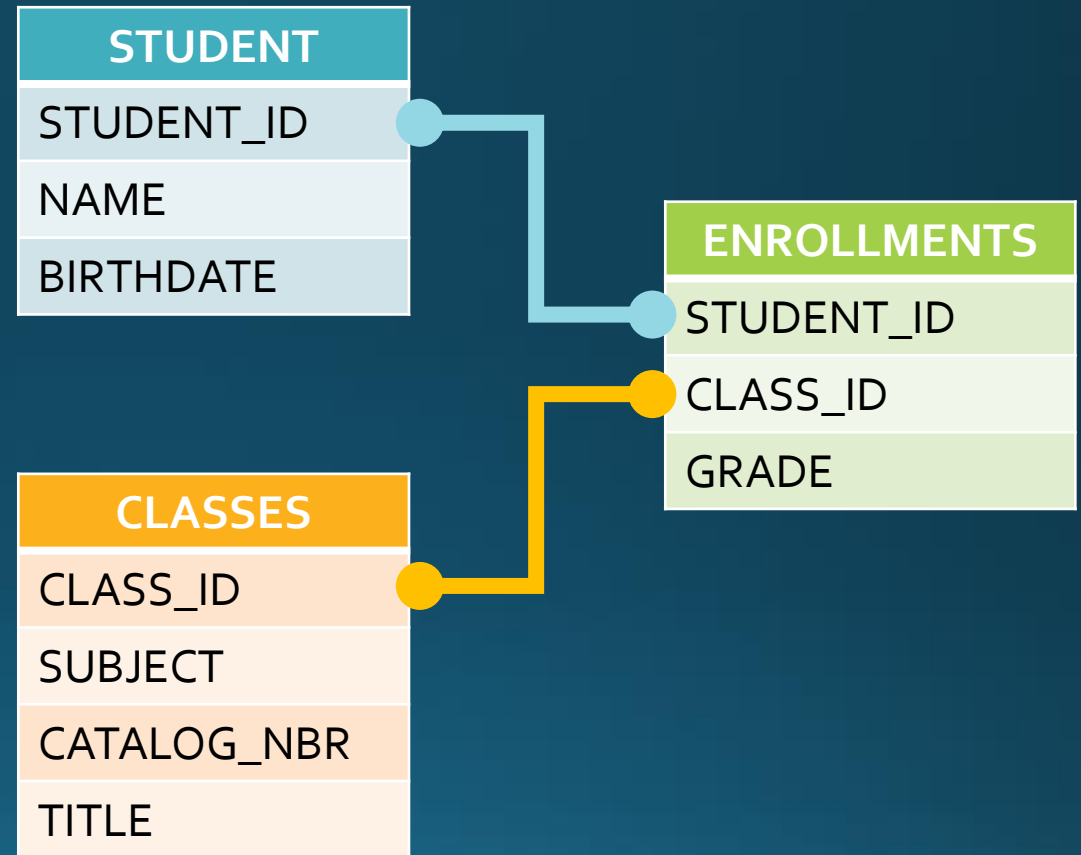 STUDENT
STUDENT_ID
NAME
BIRTHDATE
ENROLLMENTS
STUDENT_ID
CLASS_ID
GRADE
CLASSES
CLASS_ID
SUBJECT
CATALOG_NBR
TITLE